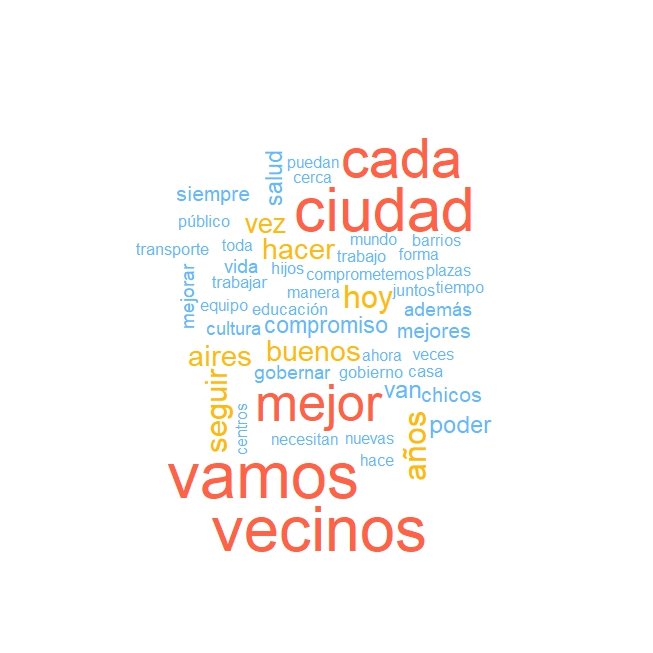 salud
puedan
cada
cerca
siempre
ciudad
público
vez
transporte
toda
hacer
mundo
barrios
trabajo
forma
vida
hijos
comprometemos
plazas
mejorar
trabajar
manera
hoy
juntos
tiempo
equipo
educación
además
cultura
compromiso
mejores
aires
buenos
ahora
veces
gobernar
gobierno
casa
seguir
mejor
van
chicos
centros
años
poder
necesitan
nuevas
hace
vamos
vecinos